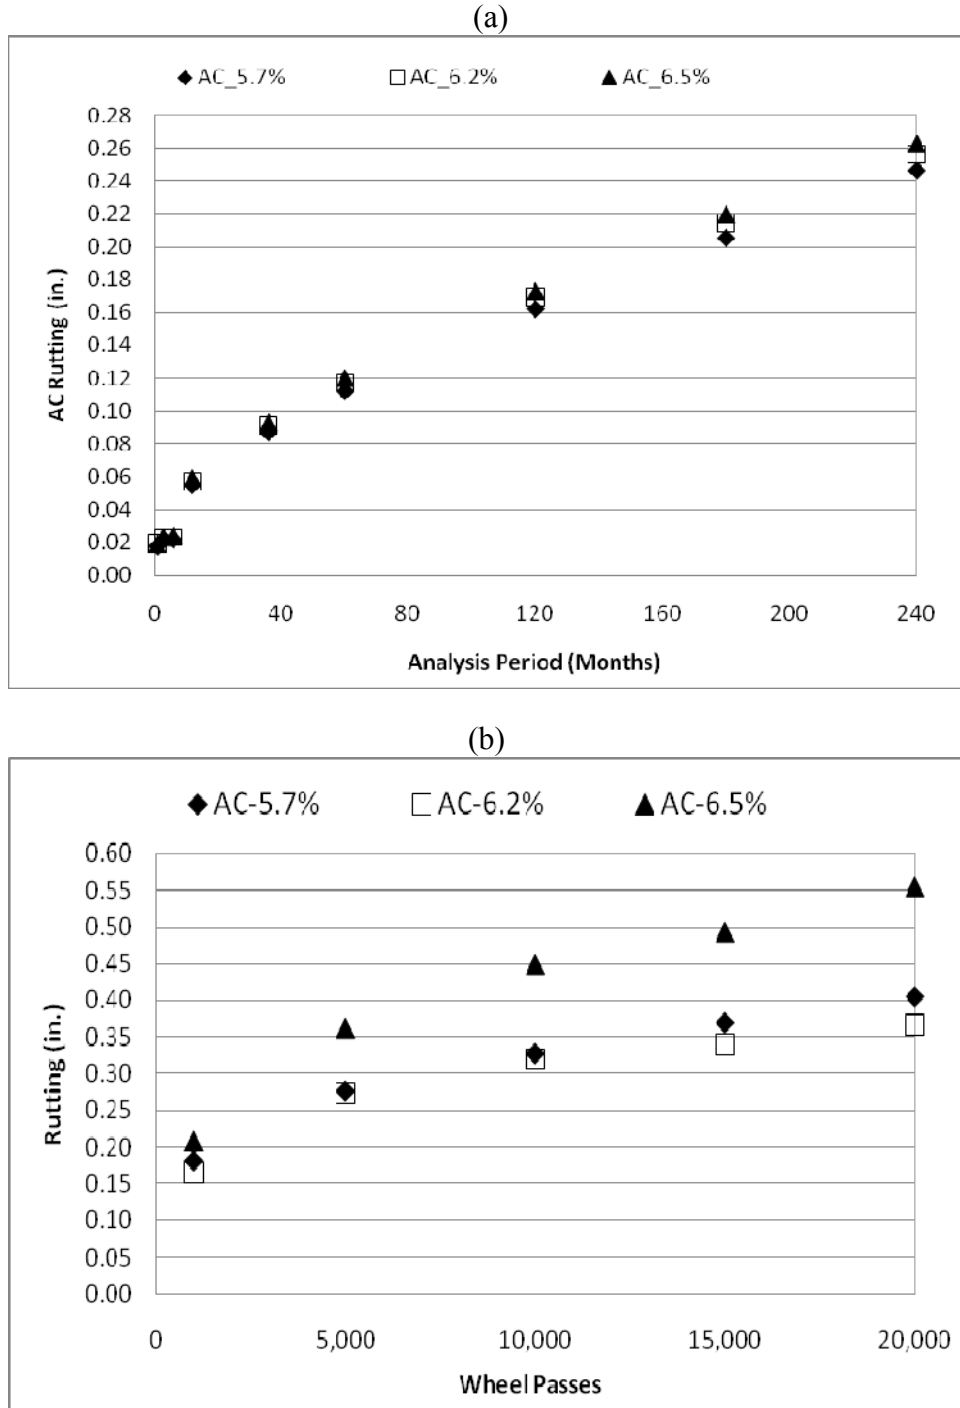 (a)
AC_5.7% AC_6.2% AC_6.5%
0.28
0.26
0.24
0.22
0.20
0.18
0.16
0.14
0.12
0.10
0.08
0.06
0.04
0.02
0.00
AC Rutting (in.)
0 40 80 120 160 200 240
Analysis Period (Months)
(b)
AC-5.7% AC-6.2% AC-6.5%
0.60
0.55
0.50
0.45
0.40
0.35
0.30
0.25
0.20
0.15
0.10
0.05
0.00
Rutting (in.)
0 5,000 10,000 15,000 20,000
Wheel Passes